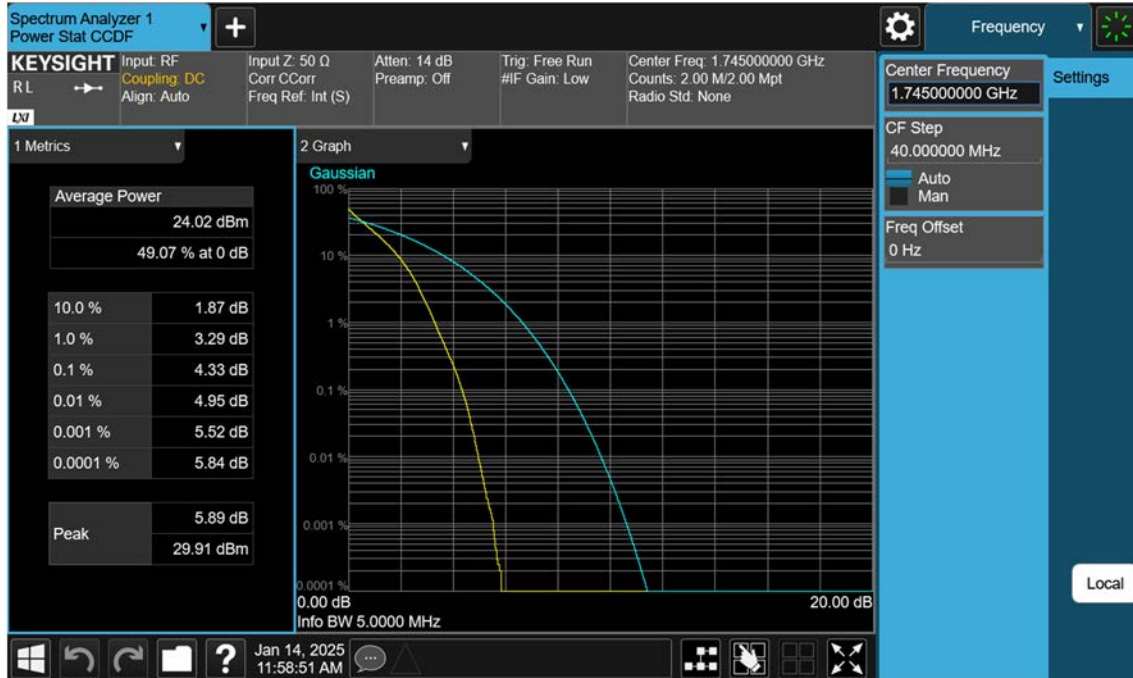 Spectrum Analyzer 1
Power Stat CCDF
Frequency
KEYSIGHT
R L
LXI
Input: RF
Coupling: DC
Align: Auto
Input Z: 50 Ω
Corr CCorr
Freq Ref: Int (S)
Atten: 14 dB
Preamp: Off
Trig: Free Run
#IF Gain: Low
Center Freq: 1.745000000 GHz
Counts: 2.00 M/2.00 Mpt
Radio Std: None
Center Frequency
1.745000000 GHz
Settings
CF Step
40.000000 MHz
Auto
Man
Freq Offset
0 Hz
Local
1 Metrics
Average Power
24.02 dBm
49.07 % at 0 dB
10.0 % 1.87 dB
1.0 % 3.29 dB
0.1 % 4.33 dB
0.01 % 4.95 dB
0.001 % 5.52 dB
0.0001 % 5.84 dB
Peak
5.89 dB
29.91 dBm
2 Graph
Gaussian
100 %
10 %
1 %
0.1 %
0.01 %
0.001 %
0.0001 %
0.00 dB 20.00 dB
Info BW 5.0000 MHz
?
Jan 14, 2025
11:58:51 AM